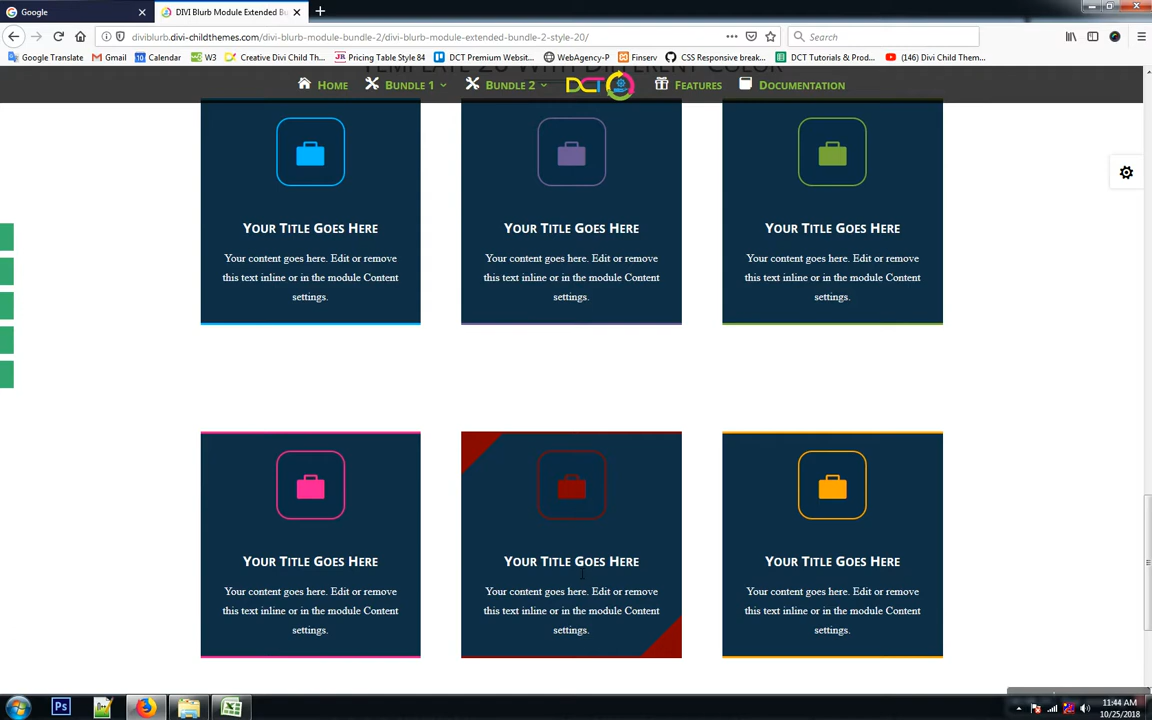 Google
DIVI Blurb Module Extended Bu
diviblurb.divi-childthemes.com/divi-blurb-module-bundle-2/divi-blurb-module-extended-bundle-2-style-20/
Search
Google Translate
Gmail
Calendar
W3
Creative Divi Child Th...
Pricing Table Style 84
DCT Premium Websit...
WebAgency-P
Finserv
CSS Responsive break...
DCT Tutorials & Prod...
(146) Divi Child Them...
TEMPLATE 20 WITH DIFFERENT COLOR
HOME
BUNDLE 1
BUNDLE 2
DCT
FEATURES
DOCUMENTATION
YOUR TITLE GOES HERE
Your content goes here. Edit or remove
this text inline or in the module Content
settings.
YOUR TITLE GOES HERE
Your content goes here. Edit or remove
this text inline or in the module Content
settings.
YOUR TITLE GOES HERE
Your content goes here. Edit or remove
this text inline or in the module Content
settings.
YOUR TITLE GOES HERE
Your content goes here. Edit or remove
this text inline or in the module Content
settings.
YOUR TITLE GOES HERE
Your content goes here. Edit or remove
this text inline or in the module Content
settings.
YOUR TITLE GOES HERE
Your content goes here. Edit or remove
this text inline or in the module Content
settings.
Ps
11:44 AM
10/25/2018